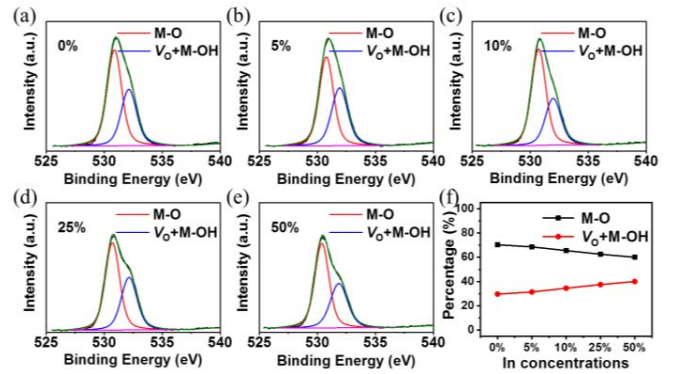 (a)
0%
M-O
Vo+M-OH
Intensity (a.u.)
525 530 535 540
Binding Energy (eV)
(b)
5%
M-O
Vo+M-OH
Intensity (a.u.)
525 530 535 540
Binding Energy (eV)
(c)
10%
M-O
Vo+M-OH
Intensity (a.u.)
525 530 535 540
Binding Energy (eV)
(d)
25%
M-O
Vo+M-OH
Intensity (a.u.)
525 530 535 540
Binding Energy (eV)
(e)
50%
M-O
Vo+M-OH
Intensity (a.u.)
525 530 535 540
Binding Energy (eV)
(f)
M-O
Vo+M-OH
Percentage (%)
100
80
60
40
20
0
0% 5% 10% 25% 50%
In concentrations